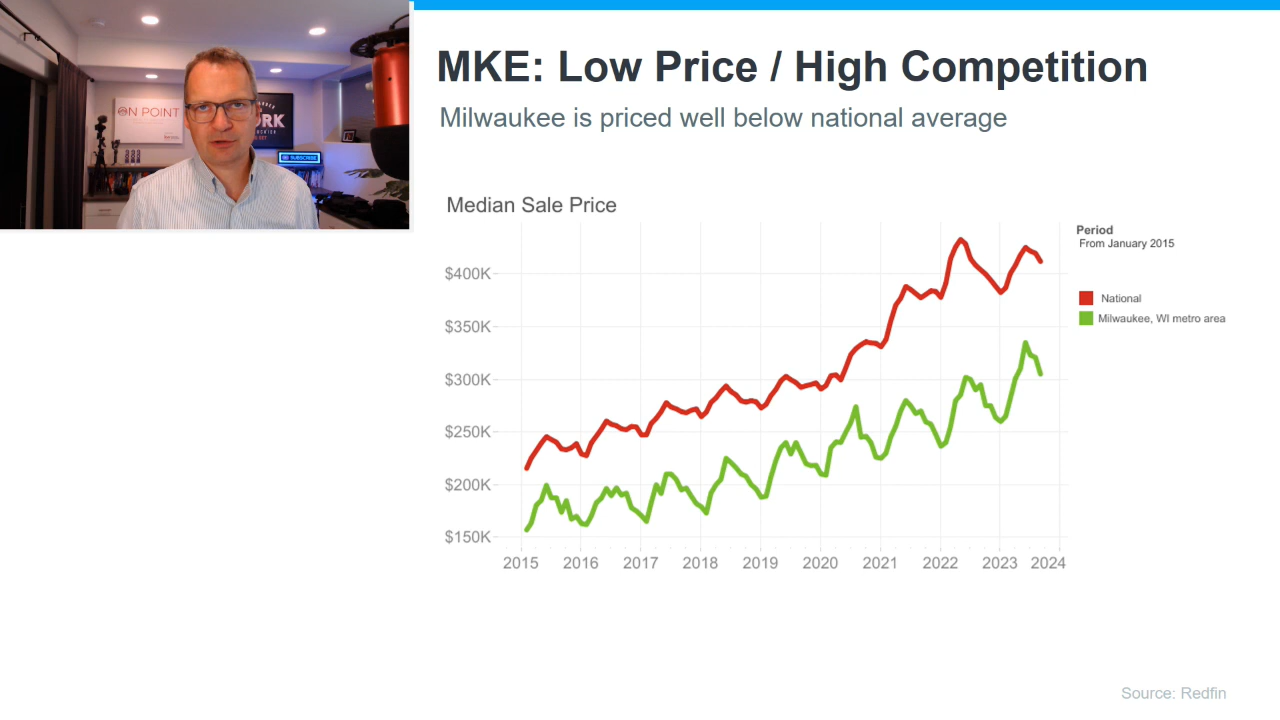 ON POINT
SUBSCRIBE
MKE: Low Price / High Competition
Milwaukee is priced well below national average
Median Sale Price
Period
From January 2015
National
Milwaukee, WI metro area
$400K
$350K
$300K
$250K
$200K
$150K
2015 2016 2017 2018 2019 2020 2021 2022 2023 2024
Source: Redfin